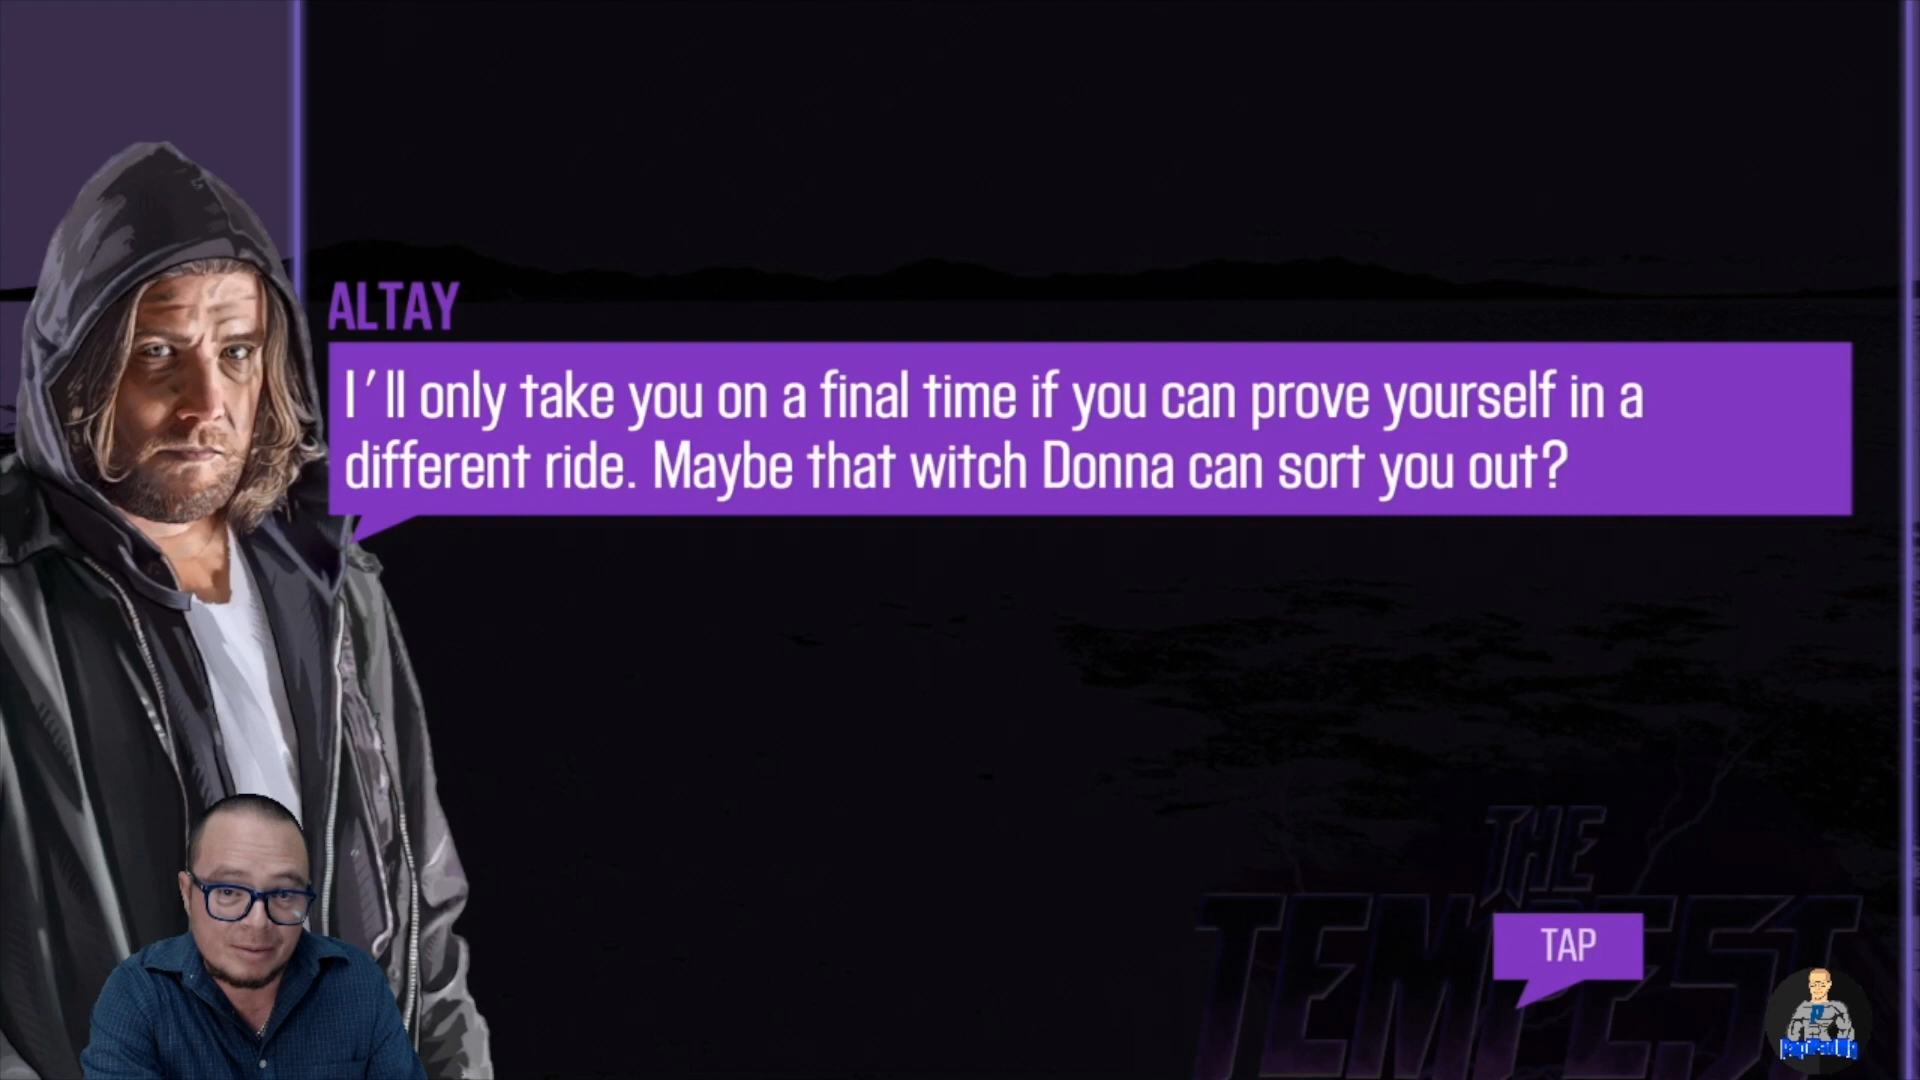 ALTAY
I'll only take you on a final time if you can prove yourself in a
different ride. Maybe that witch Donna can sort you out?
THE
TEMPEST
TAP